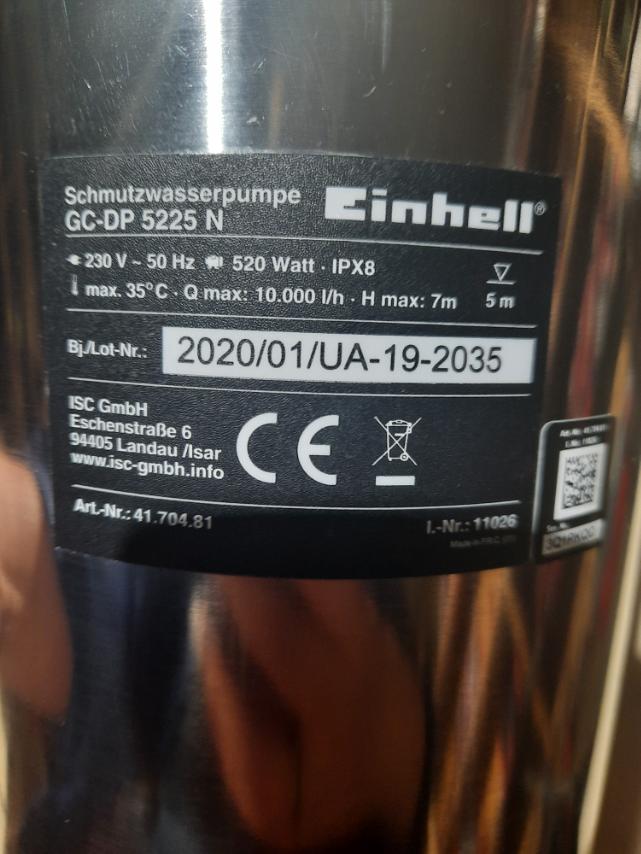 Schmutzwasserpumpe
GC-DP 5225 N
Einhell®
230 V ~ 50 Hz 520 Watt · IPX8
max. 35°C · Q max: 10.000 l/h · H max: 7m
5 m
Bj./Lot-Nr.: 2020/01/UA-19-2035
ISC GmbH
Eschenstraße 6
94405 Landau /Isar
www.isc-gmbh.info
CE
Art.-Nr.: 41.704.81
I.-Nr.: 11026
Made in P.R.C.